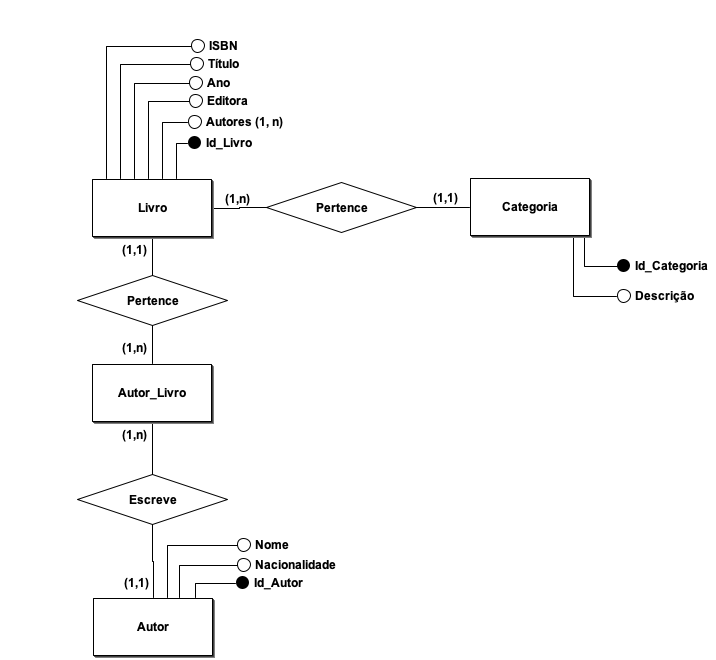 ISBN
Título
Ano
Editora
Autores (1, n)
Id_Livro
Livro
(1,n)
Pertence
(1,1)
Categoria
Id_Categoria
Descrição
(1,1)
Pertence
(1,n)
Autor_Livro
(1,n)
Escreve
Nome
Nacionalidade
Id_Autor
(1,1)
Autor